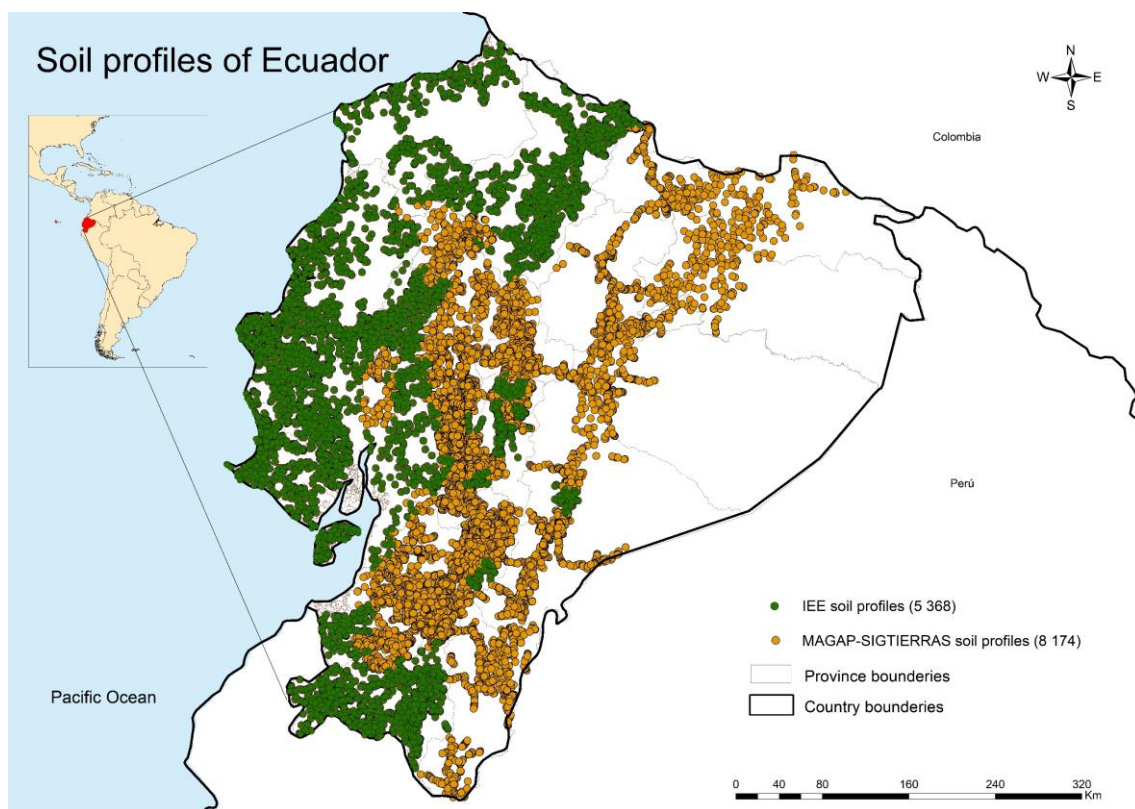 Soil profiles of Ecuador
N
W E
S
Colombia
Perú
Pacific Ocean
IEE soil profiles (5 368)
MAGAP-SIGTIERRAS soil profiles (8 174)
Province bounderies
Country bounderies
0 40 80 160 240 320
Km